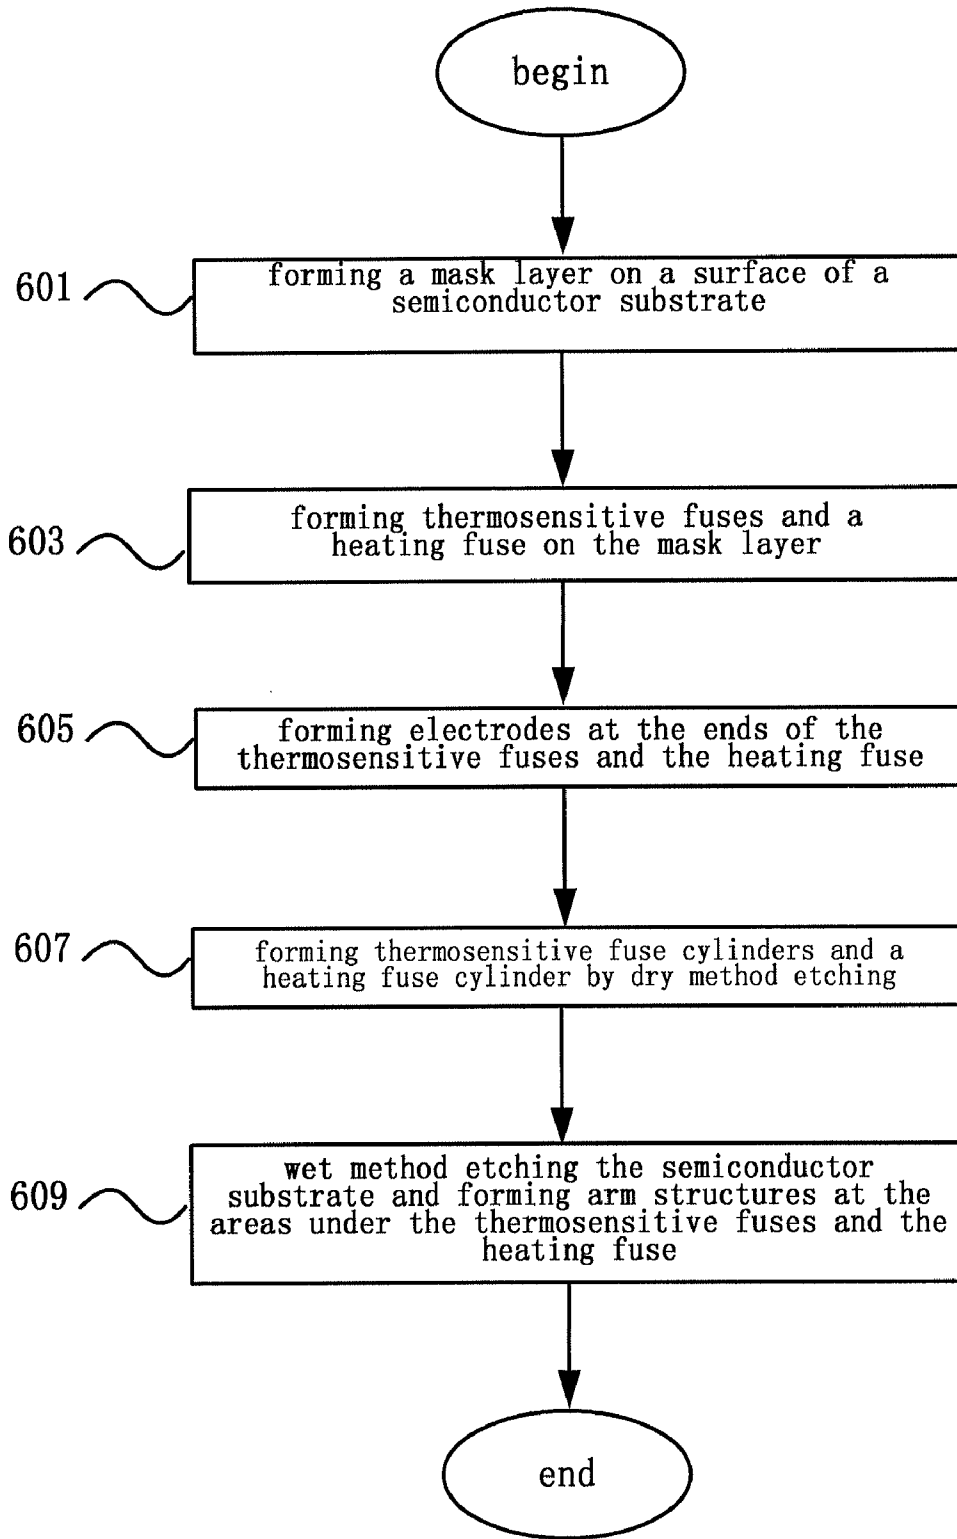 begin
601
forming a mask layer on a surface of a
semiconductor substrate
603
forming thermosensitive fuses and a
heating fuse on the mask layer
605
forming electrodes at the ends of the
thermosensitive fuses and the heating fuse
607
forming thermosensitive fuse cylinders and a
heating fuse cylinder by dry method etching
609
wet method etching the semiconductor
substrate and forming arm structures at the
areas under the thermosensitive fuses and the
heating fuse
end